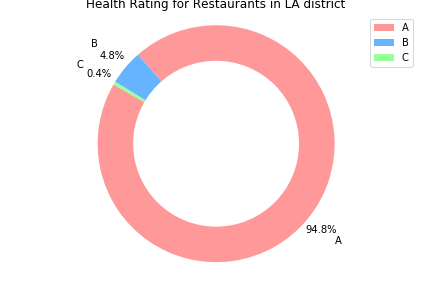 Health Rating for Restaurants in LA district
A
B
C
B
4.8%
C
0.4%
94.8%
A